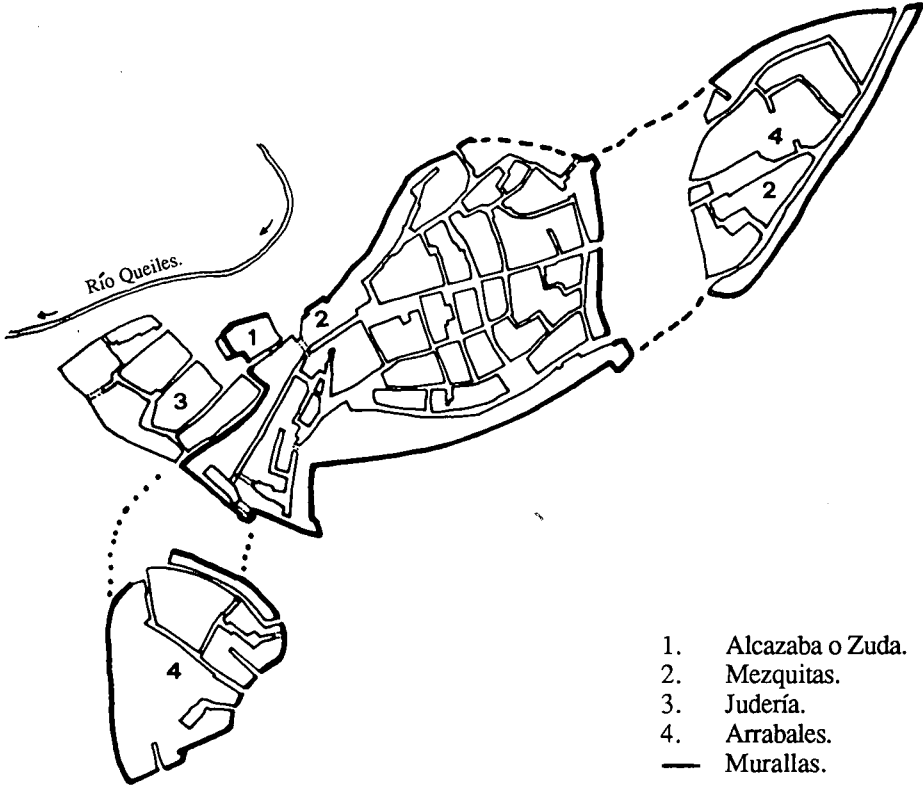 4
2
Río Queiles.
2
1
3
4
1. Alcazaba o Zuda.
2. Mezquitas.
3. Judería.
4. Arrabales.
— Murallas.